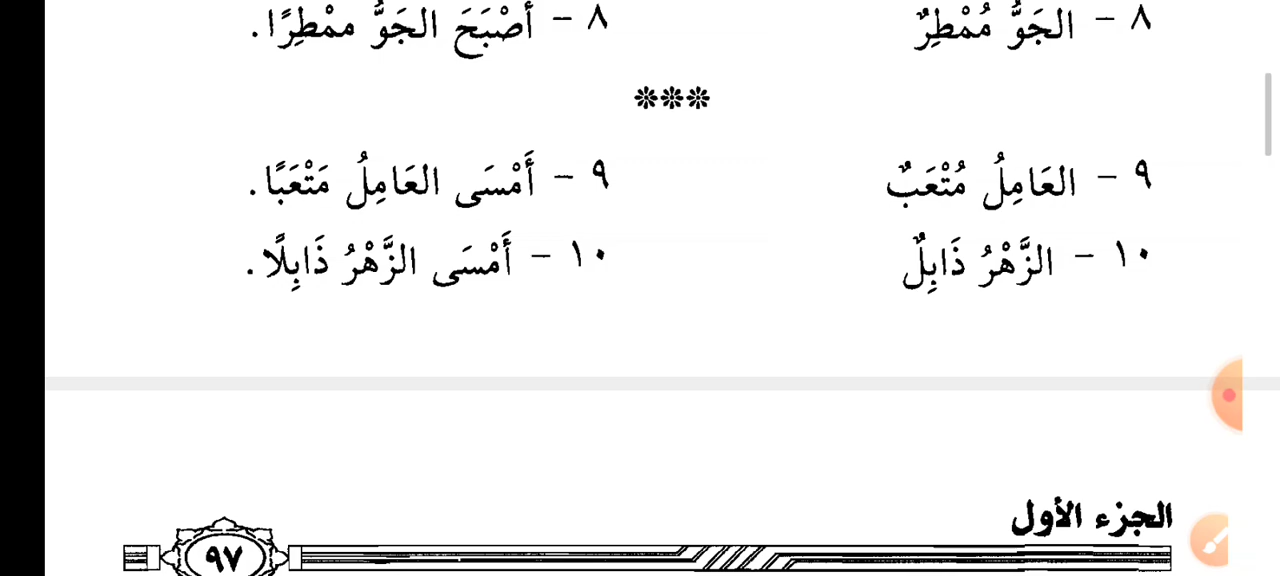 ٨ – الجَوُّ مُمْطِرٌ
٨ – أَصْبَحَ الجَوُّ ممْطِرًا.
***
٩ – العَامِلُ مُتْعَبٌ
٩ – أَمْسَى العَامِلُ مَتْعَبًا.
١٠ – الزَّهْرُ ذَابِلٌ
١٠ – أَمْسَى الزَّهْرُ ذَابِلًا.
الجزء الأول
٩٧